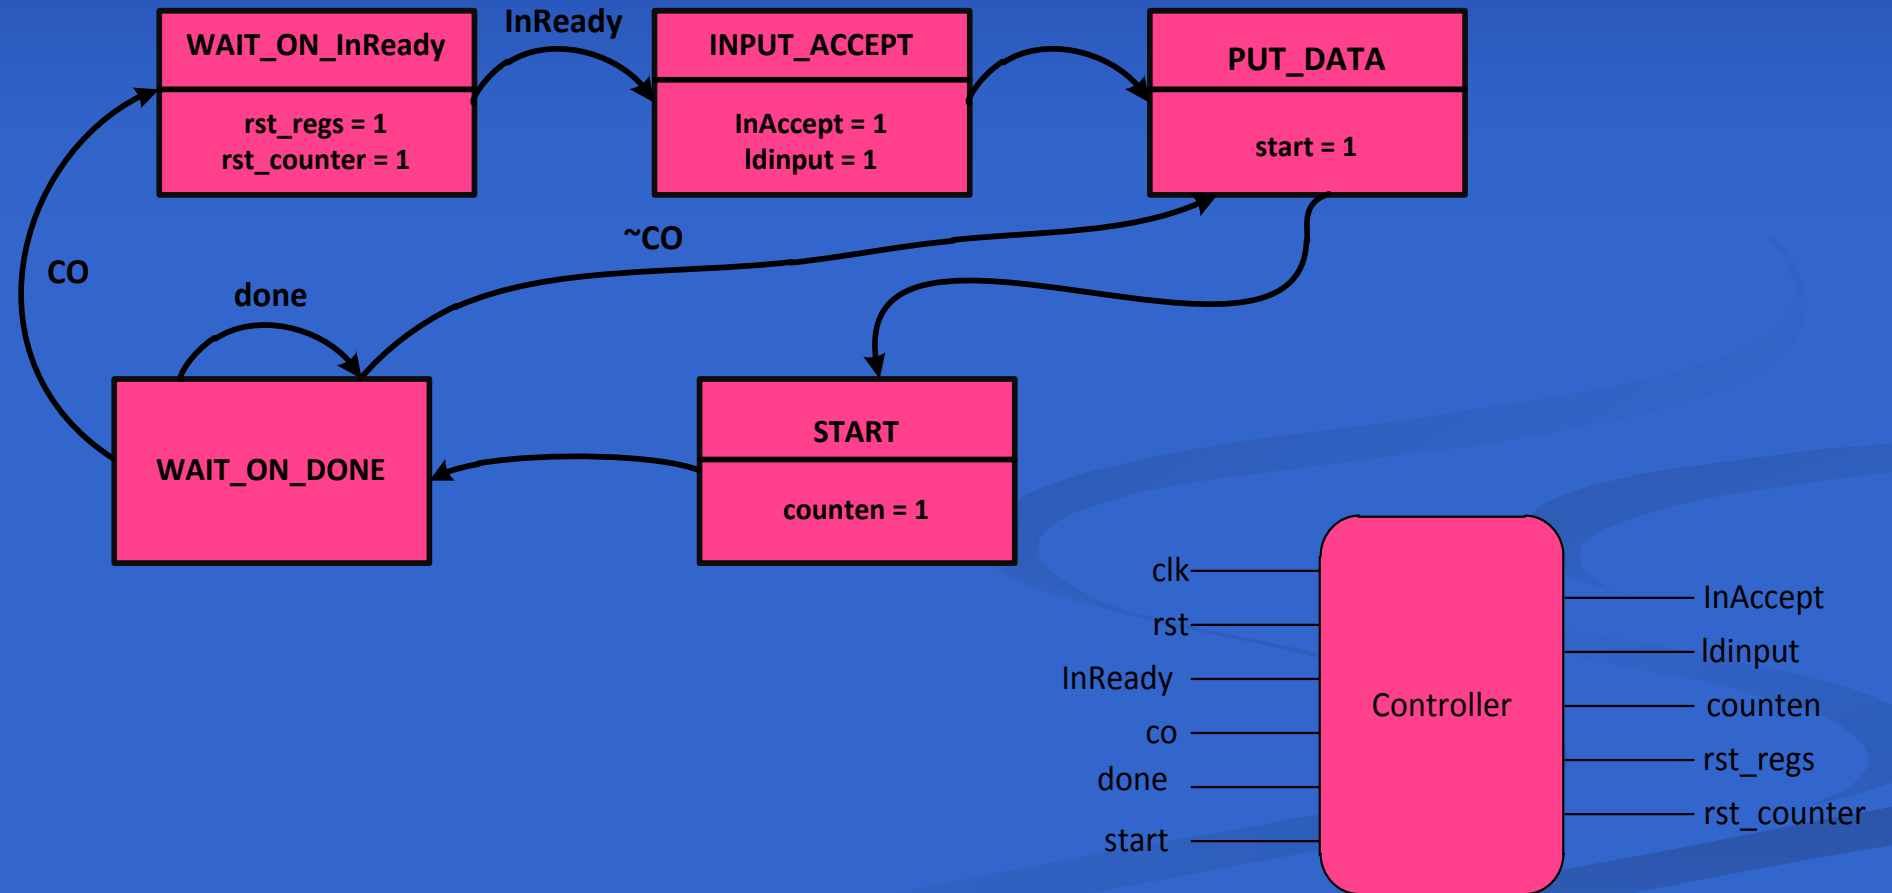 InReady
WAIT_ON_InReady
rst_regs = 1
rst_counter = 1
INPUT_ACCEPT
InAccept = 1
ldinput = 1
PUT_DATA
start = 1
~CO
CO
done
WAIT_ON_DONE
START
counten = 1
clk
rst
InReady
co
done
start
Controller
InAccept
ldinput
counten
rst_regs
rst_counter